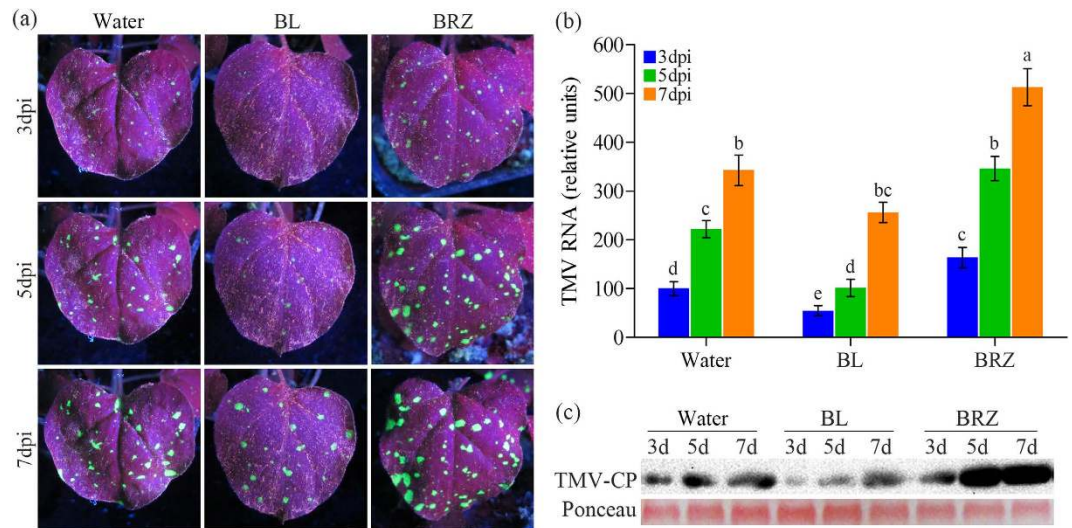 (a)
Water BL BRZ
3dpi
5dpi
7dpi
(b)
TMV RNA (relative units)
600
500
400
300
200
100
0
3dpi
5dpi
7dpi
d c b
e d bc
c b a
Water BL BRZ
(c)
Water BL BRZ
3d 5d 7d 3d 5d 7d 3d 5d 7d
TMV-CP
Ponceau